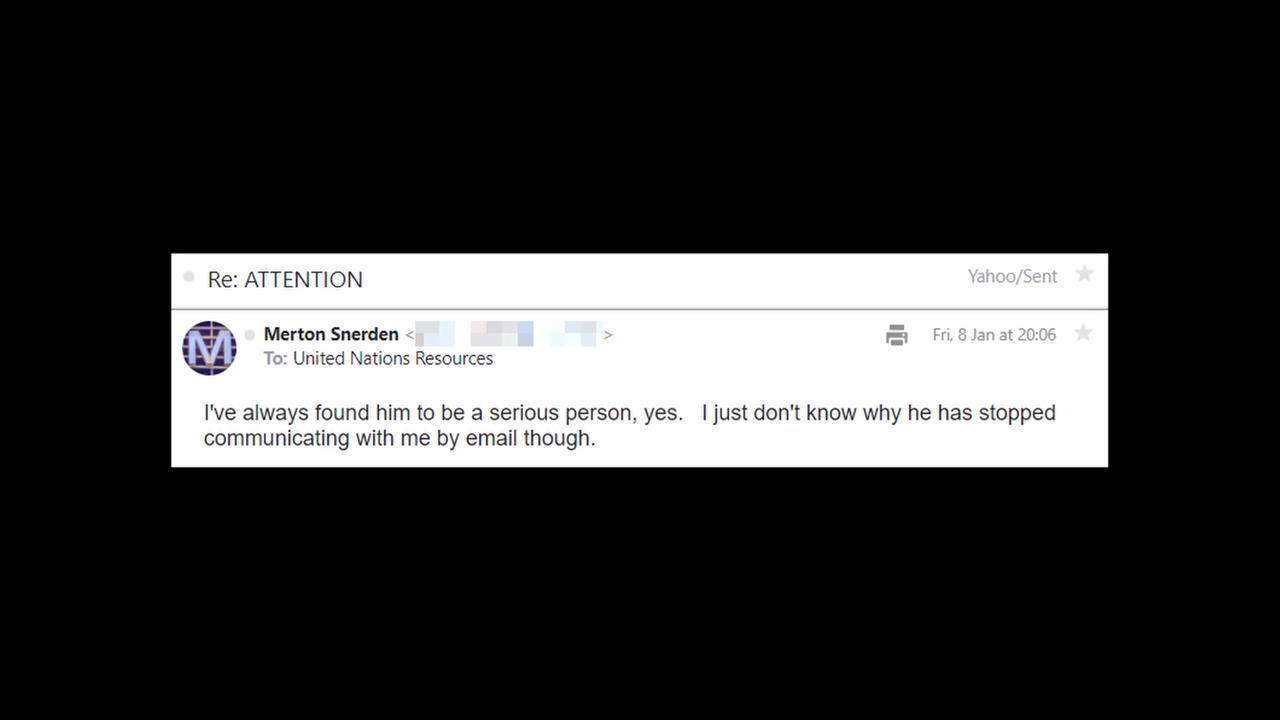 Re: ATTENTION
Yahoo/Sent
M
Merton Snerden < >
Fri, 8 Jan at 20:06
To: United Nations Resources
I've always found him to be a serious person, yes.   I just don't know why he has stopped
communicating with me by email though.